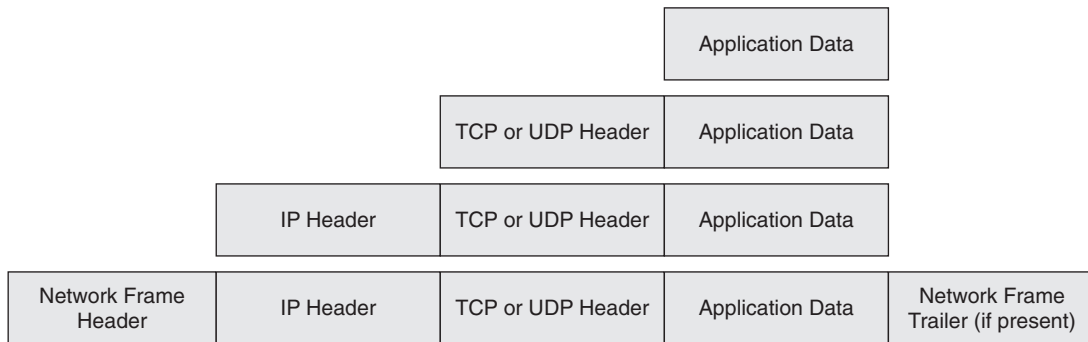 Application Data
TCP or UDP Header
Application Data
IP Header
TCP or UDP Header
Application Data
Network Frame
Header
IP Header
TCP or UDP Header
Application Data
Network Frame
Trailer (if present)